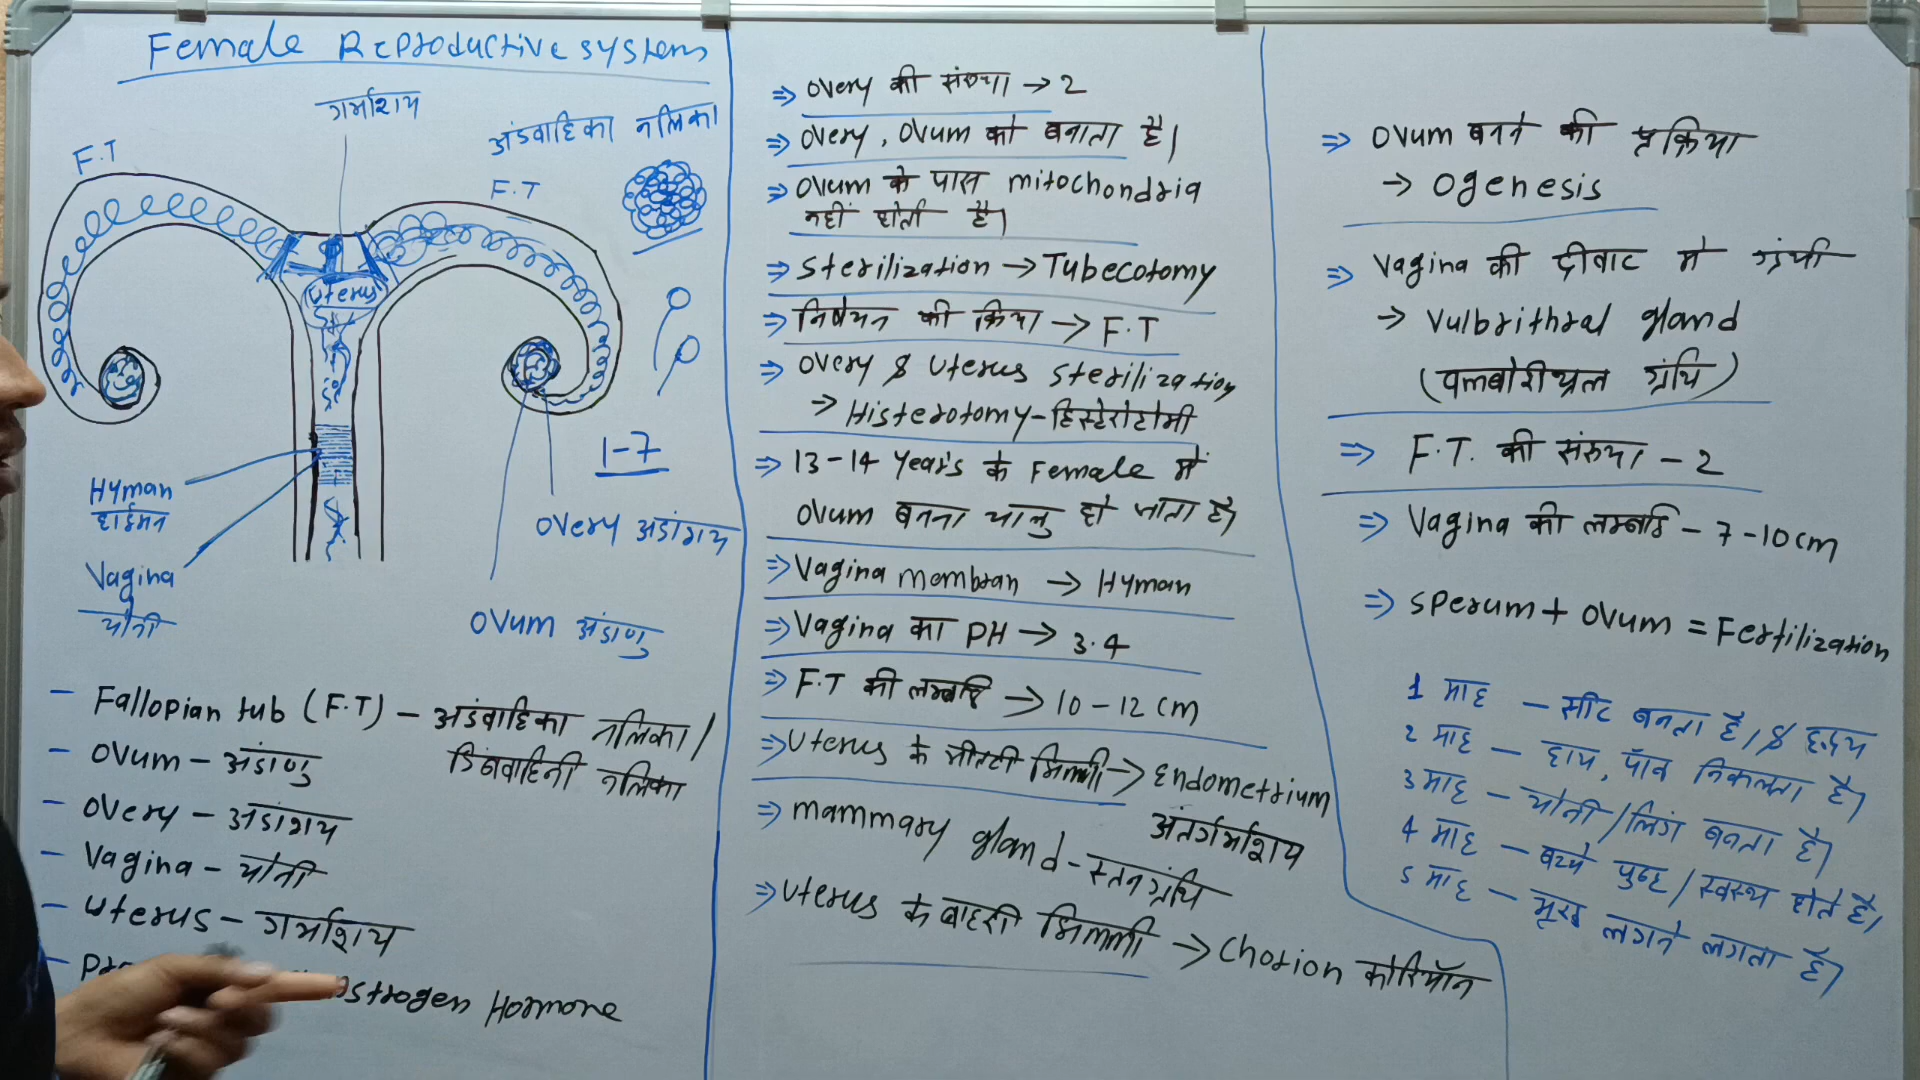 Female Reproductive systems
गर्भाशय
अंडवाहिका नलिका
F.T
F.T
Uterus
1-7
Hyman
हाईमन
Overy अडांशय
Vagina
योनी
Ovum अंडाणु
- Fallopian tub (F.T) - अडंवाहिका नलिका /
डिंबवाहिनी नलिका
- Ovum - अंडाणु
- Overy - अडांशय
- Vagina - योनी
- Uterus - गर्भाशय
- Hormone
⇒ Overy की संख्या → 2
⇒ Overy, Ovum को बनाता है।
⇒ Ovum के पास mitochondria
नहीं होती है।
⇒ Sterilization → Tubecotomy
⇒ निषेचन की क्रिया → F.T
⇒ Overy & Uterus Sterilization
→ Histerotomy - हिस्टेरोटोमी
⇒ 13-14 Year's के Female में
Ovum बनना चालु हो जाता है।
⇒ Vagina mambran → Hyman
⇒ Vagina का PH → 3.4
⇒ F.T की लम्बाई → 10-12 cm
⇒ Uterus के भीतरी झिल्ली → Endometrium
अंतर्गर्भाशय
⇒ mammary gland - स्तन ग्रंथि
⇒ Uterus के बाहरी झिल्ली → Chorion कोरियॉन
⇒ Ovum बनने की प्रक्रिया
→ Ogenesis
⇒ Vagina की दीवार में ग्रंथी
→ Vulbrithral gland
(वल्बोरीथ्रल ग्रंथि)
⇒ F.T. की संख्या - 2
⇒ Vagina की लम्बाई - 7-10 cm
⇒ Sperum + Ovum = Fertilization
1 माह - सीर बनता है, & हृदय
2 माह - हाथ, पाँव निकलता है।
3 माह - योनी / लिंग बनता है।
4 माह - बच्चे पुष्ट / स्वस्थ होते है।
5 माह - भूख लगने लगता है।